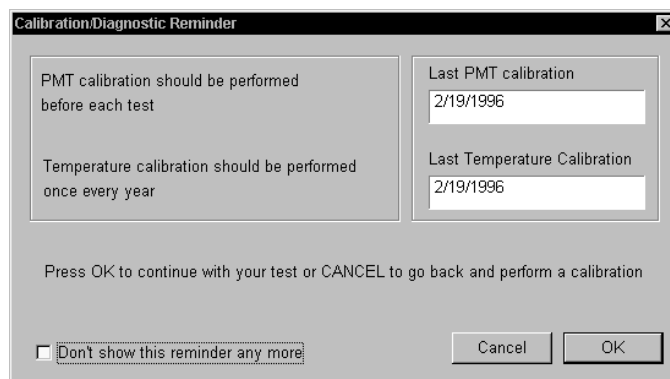 Calibration/Diagnostic Reminder
PMT calibration should be performed
before each test
Temperature calibration should be performed
once every year
Last PMT calibration
2/19/1996
Last Temperature Calibration
2/19/1996
Press OK to continue with your test or CANCEL to go back and perform a calibration
Don't show this reminder any more
Cancel
OK